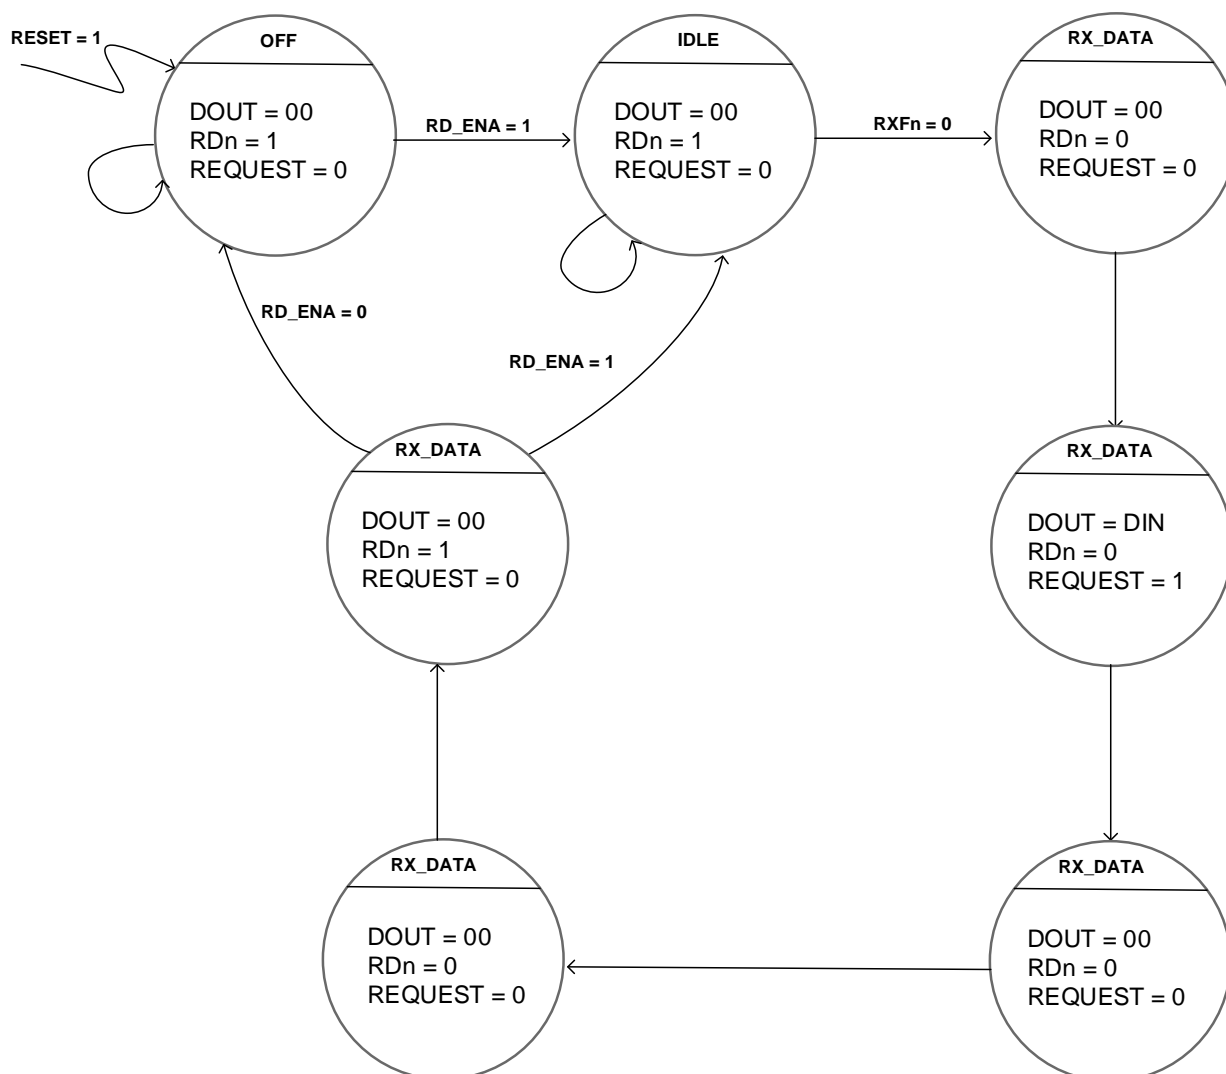 RESET = 1
OFF
DOUT = 00
RDn = 1
REQUEST = 0
RD_ENA = 1
IDLE
DOUT = 00
RDn = 1
REQUEST = 0
RXFn = 0
RX_DATA
DOUT = 00
RDn = 0
REQUEST = 0
RD_ENA = 0
RD_ENA = 1
RX_DATA
DOUT = 00
RDn = 1
REQUEST = 0
RX_DATA
DOUT = DIN
RDn = 0
REQUEST = 1
RX_DATA
DOUT = 00
RDn = 0
REQUEST = 0
RX_DATA
DOUT = 00
RDn = 0
REQUEST = 0